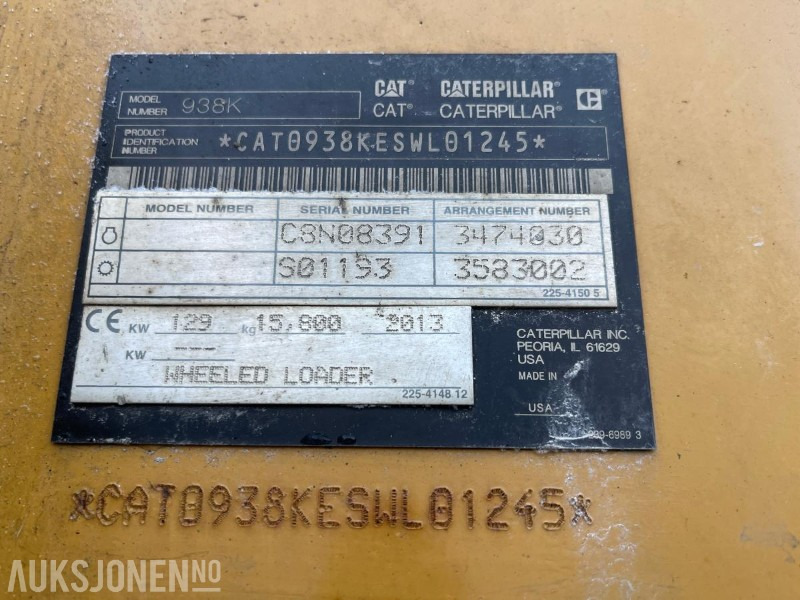 CAT® CATERPILLAR®
CAT® CATERPILLAR®
MODEL NUMBER 938K
PRODUCT IDENTIFICATION NUMBER *CAT0938KESWL01245*
MODEL NUMBER SERIAL NUMBER ARRANGEMENT NUMBER
C8N08391 3474030
S01193 3583002
225-4150 5
CE KW 129 kg 15,800 2013
KW ---
WHEELED LOADER
225-4148 12
CATERPILLAR INC.
PEORIA, IL 61629
USA
MADE IN
USA
*CAT0938KESWL01245*
AUKSJONEN.NO